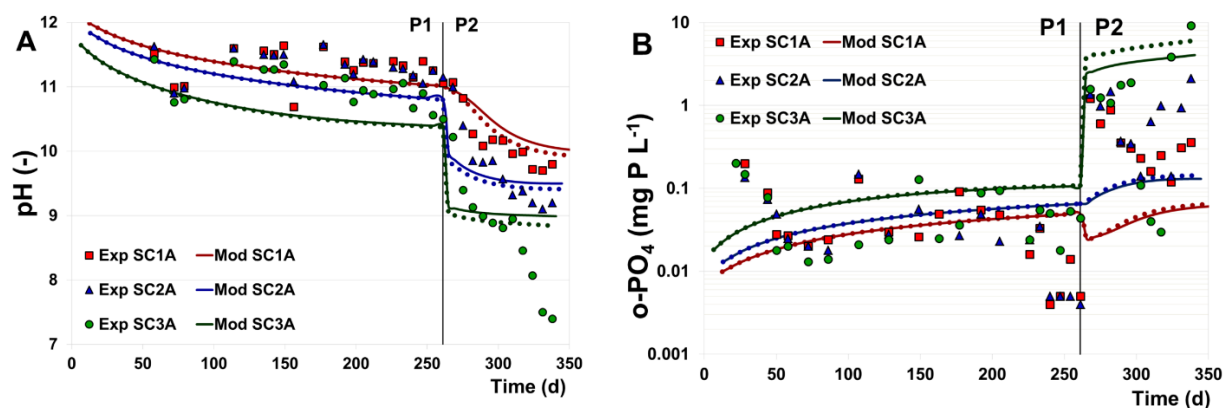 A
P1 P2
pH (-)
12
11
10
9
8
7
Exp SC1A Mod SC1A
Exp SC2A Mod SC2A
Exp SC3A Mod SC3A
0 50 100 150 200 250 300 350
Time (d)
B
P1 P2
o-PO4 (mg P L-1)
10
1
0.1
0.01
0.001
Exp SC1A Mod SC1A
Exp SC2A Mod SC2A
Exp SC3A Mod SC3A
0 50 100 150 200 250 300 350
Time (d)